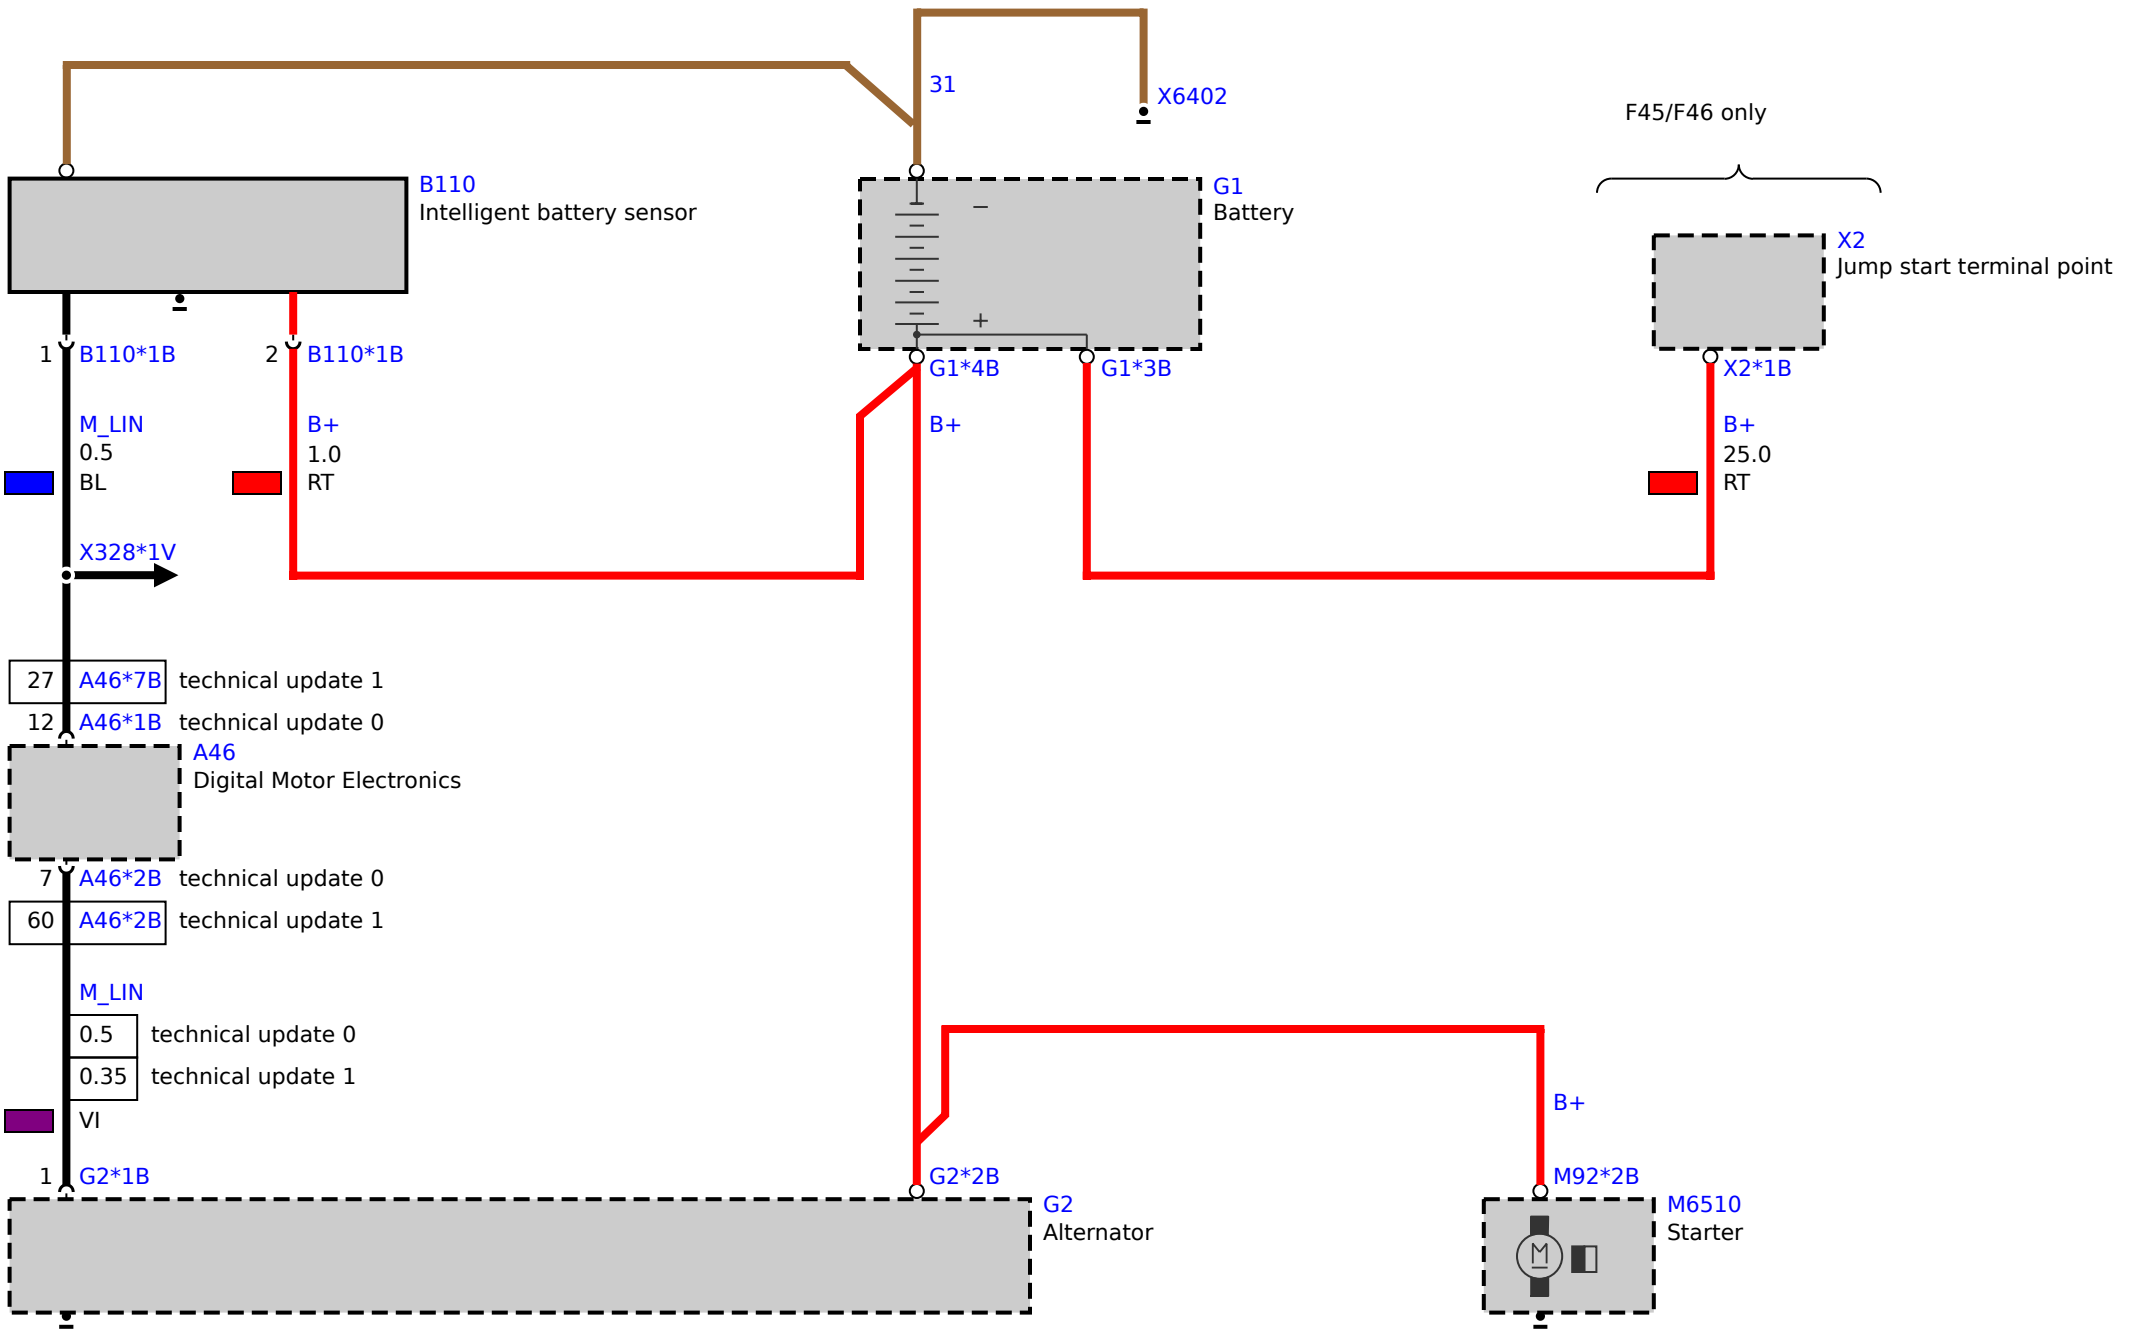 31
X6402
F45/F46 only
B110
Intelligent battery sensor
G1
Battery
−
+
X2
Jump start terminal point
1 B110*1B
2 B110*1B
G1*4B
G1*3B
X2*1B
M_LIN
0.5
BL
B+
1.0
RT
B+
B+
25.0
RT
X328*1V
27 A46*7B technical update 1
12 A46*1B technical update 0
A46
Digital Motor Electronics
7 A46*2B technical update 0
60 A46*2B technical update 1
M_LIN
0.5 technical update 0
0.35 technical update 1
VI
B+
1 G2*1B
G2*2B
M92*2B
G2
Alternator
M6510
Starter
M